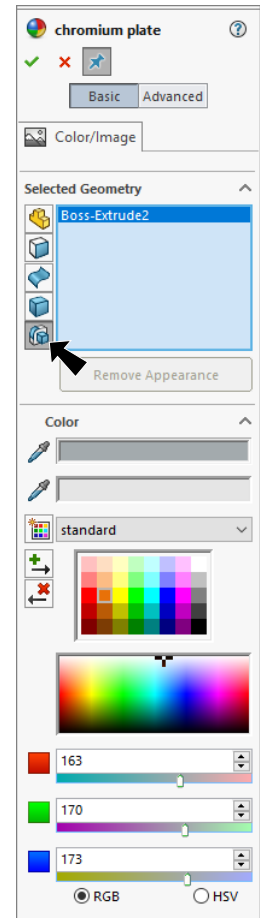 chromium plate
Basic Advanced
Color/Image
Selected Geometry
Boss-Extrude2
Remove Appearance
Color
standard
163
170
173
RGB HSV